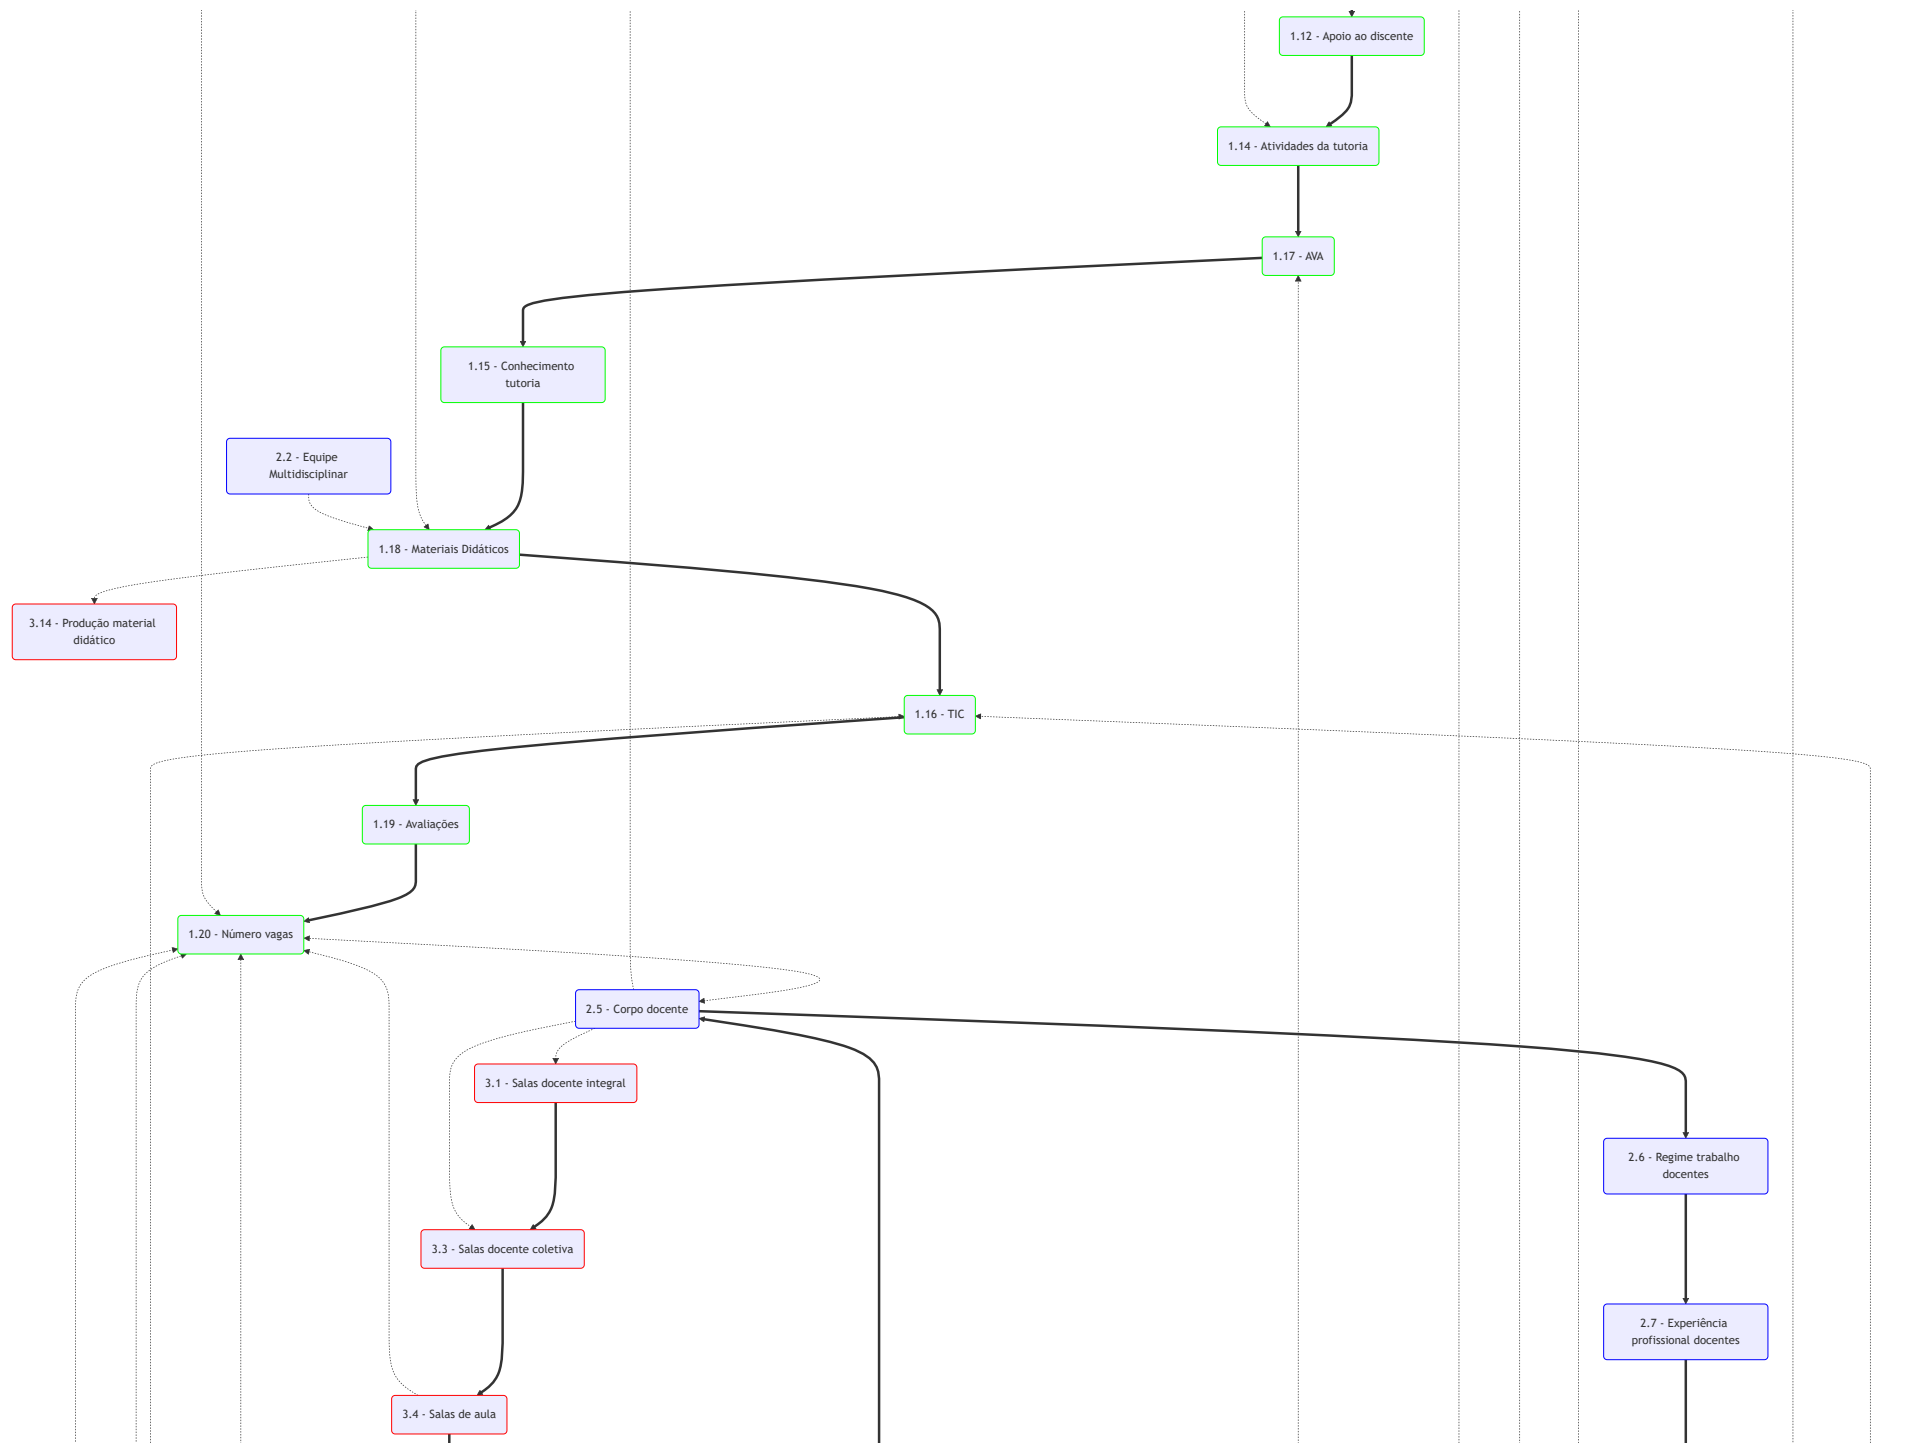 1.12 - Apoio ao discente
1.14 - Atividades da tutoria
1.17 - AVA
1.15 - Conhecimento
tutoria
2.2 - Equipe
Multidisciplinar
1.18 - Materiais Didáticos
3.14 - Produção material
didático
1.16 - TIC
1.19 - Avaliações
1.20 - Número vagas
2.5 - Corpo docente
3.1 - Salas docente integral
2.6 - Regime trabalho
docentes
3.3 - Salas docente coletiva
2.7 - Experiência
profissional docentes
3.4 - Salas de aula